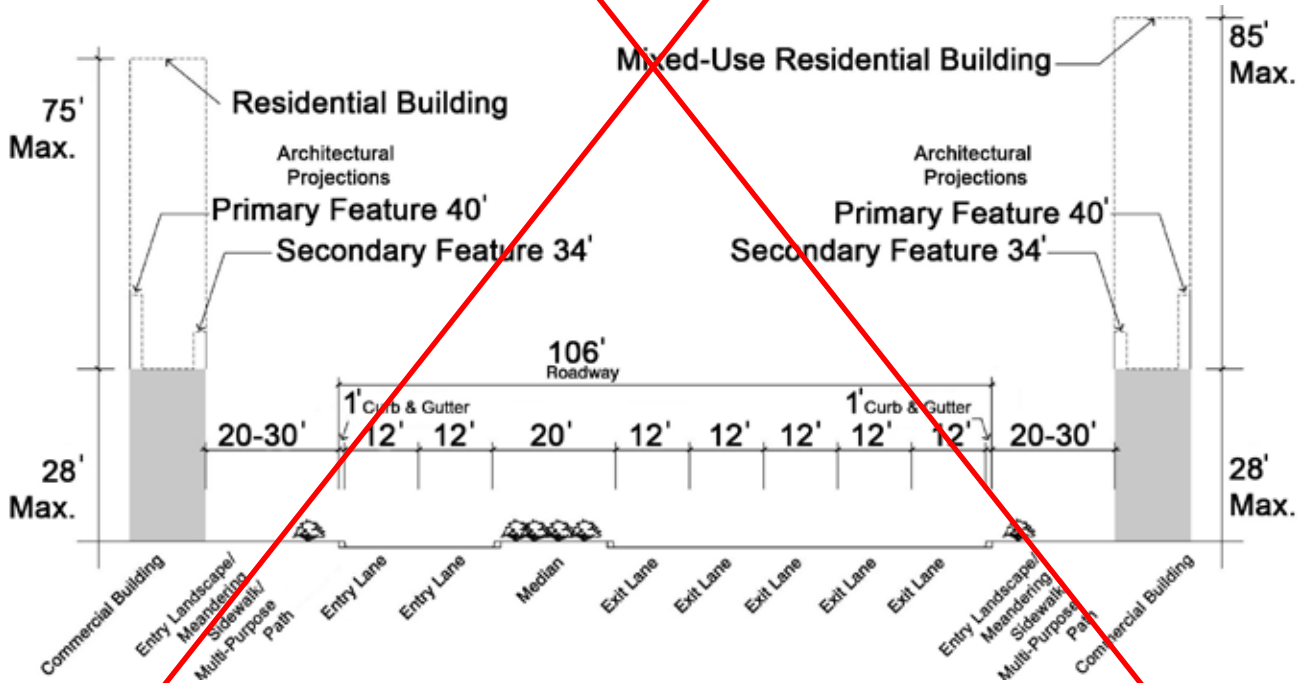 85'
Max.
Mixed-Use Residential Building
75'
Max.
Residential Building
Architectural
Projections
Primary Feature 40'
Secondary Feature 34'
Architectural
Projections
Primary Feature 40'
Secondary Feature 34'
106'
Roadway
1' Curb & Gutter
1' Curb & Gutter
20-30'
12'
12'
20'
12'
12'
12'
12'
12'
20-30'
28'
Max.
28'
Max.
Commercial Building
Entry Landscape/
Meandering
Sidewalk/
Multi-Purpose
Path
Entry Lane
Entry Lane
Median
Exit Lane
Exit Lane
Exit Lane
Exit Lane
Exit Lane
Entry Landscape/
Meandering
Sidewalk/
Multi-Purpose
Path
Commercial Building